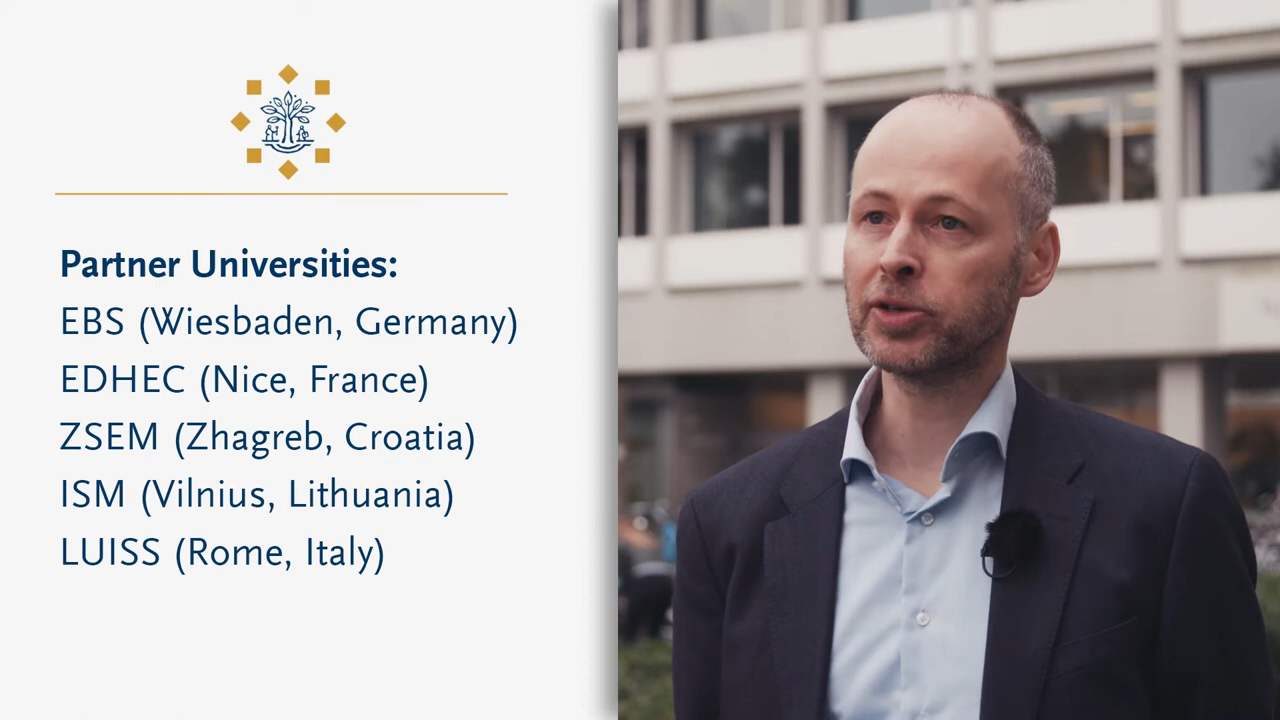 Partner Universities:
EBS (Wiesbaden, Germany)
EDHEC (Nice, France)
ZSEM (Zhagreb, Croatia)
ISM (Vilnius, Lithuania)
LUISS (Rome, Italy)